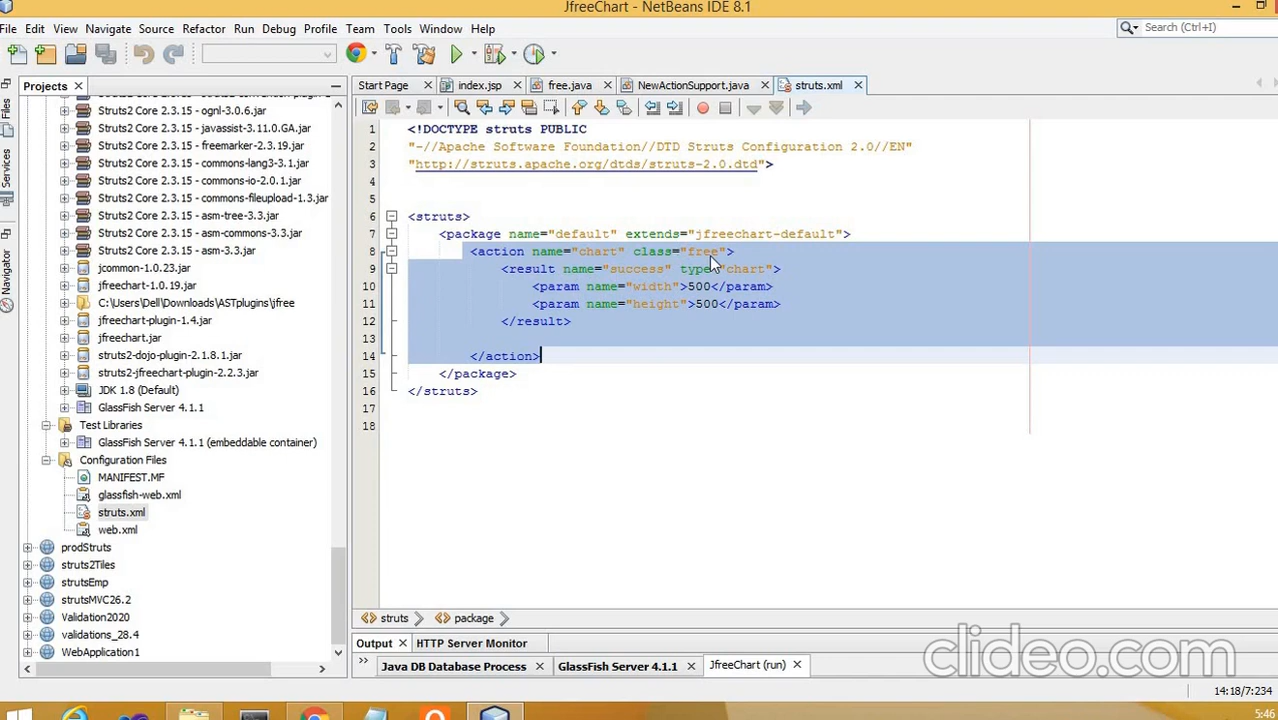 JfreeChart - NetBeans IDE 8.1
File Edit View Navigate Source Refactor Run Debug Profile Team Tools Window Help
Search (Ctrl+I)
Projects
Start Page
index.jsp
free.java
NewActionSupport.java
struts.xml
Files
Services
Navigator
Struts2 Core 2.3.15 - ognl-3.0.6.jar
Struts2 Core 2.3.15 - javassist-3.11.0.GA.jar
Struts2 Core 2.3.15 - freemarker-2.3.19.jar
Struts2 Core 2.3.15 - commons-lang3-3.1.jar
Struts2 Core 2.3.15 - commons-io-2.0.1.jar
Struts2 Core 2.3.15 - commons-fileupload-1.3.jar
Struts2 Core 2.3.15 - asm-tree-3.3.jar
Struts2 Core 2.3.15 - asm-commons-3.3.jar
Struts2 Core 2.3.15 - asm-3.3.jar
jcommon-1.0.23.jar
jfreechart-1.0.19.jar
C:\Users\Dell\Downloads\ASTplugins\jfree
jfreechart-plugin-1.4.jar
jfreechart.jar
struts2-dojo-plugin-2.1.8.1.jar
struts2-jfreechart-plugin-2.2.3.jar
JDK 1.8 (Default)
GlassFish Server 4.1.1
Test Libraries
GlassFish Server 4.1.1 (embeddable container)
Configuration Files
MANIFEST.MF
glassfish-web.xml
struts.xml
web.xml
prodStruts
struts2Tiles
strutsEmp
strutsMVC26.2
Validation2020
validations_28.4
WebApplication1
1 <!DOCTYPE struts PUBLIC
2 "-//Apache Software Foundation//DTD Struts Configuration 2.0//EN"
3 "http://struts.apache.org/dtds/struts-2.0.dtd">
4
5
6 <struts>
7 <package name="default" extends="jfreechart-default">
8 <action name="chart" class="free">
9 <result name="success" type="chart">
10 <param name="width">500</param>
11 <param name="height">500</param>
12 </result>
13
14 </action>
15 </package>
16 </struts>
17
18
struts
package
Output
HTTP Server Monitor
Java DB Database Process
GlassFish Server 4.1.1
JfreeChart (run)
clideo.com
14:18/7:234
5:46